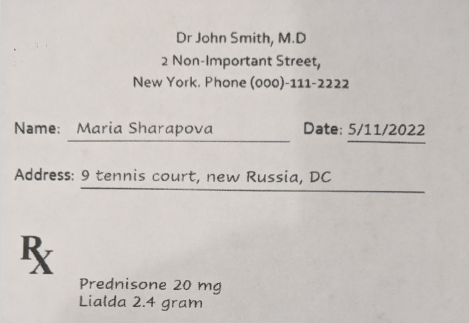 Dr John Smith, M.D
2 Non-Important Street,
New York. Phone (000)-111-2222
Name: Maria Sharapova Date: 5/11/2022
Address: 9 tennis court, new Russia, DC
Rx
Prednisone 20 mg
Lialda 2.4 gram